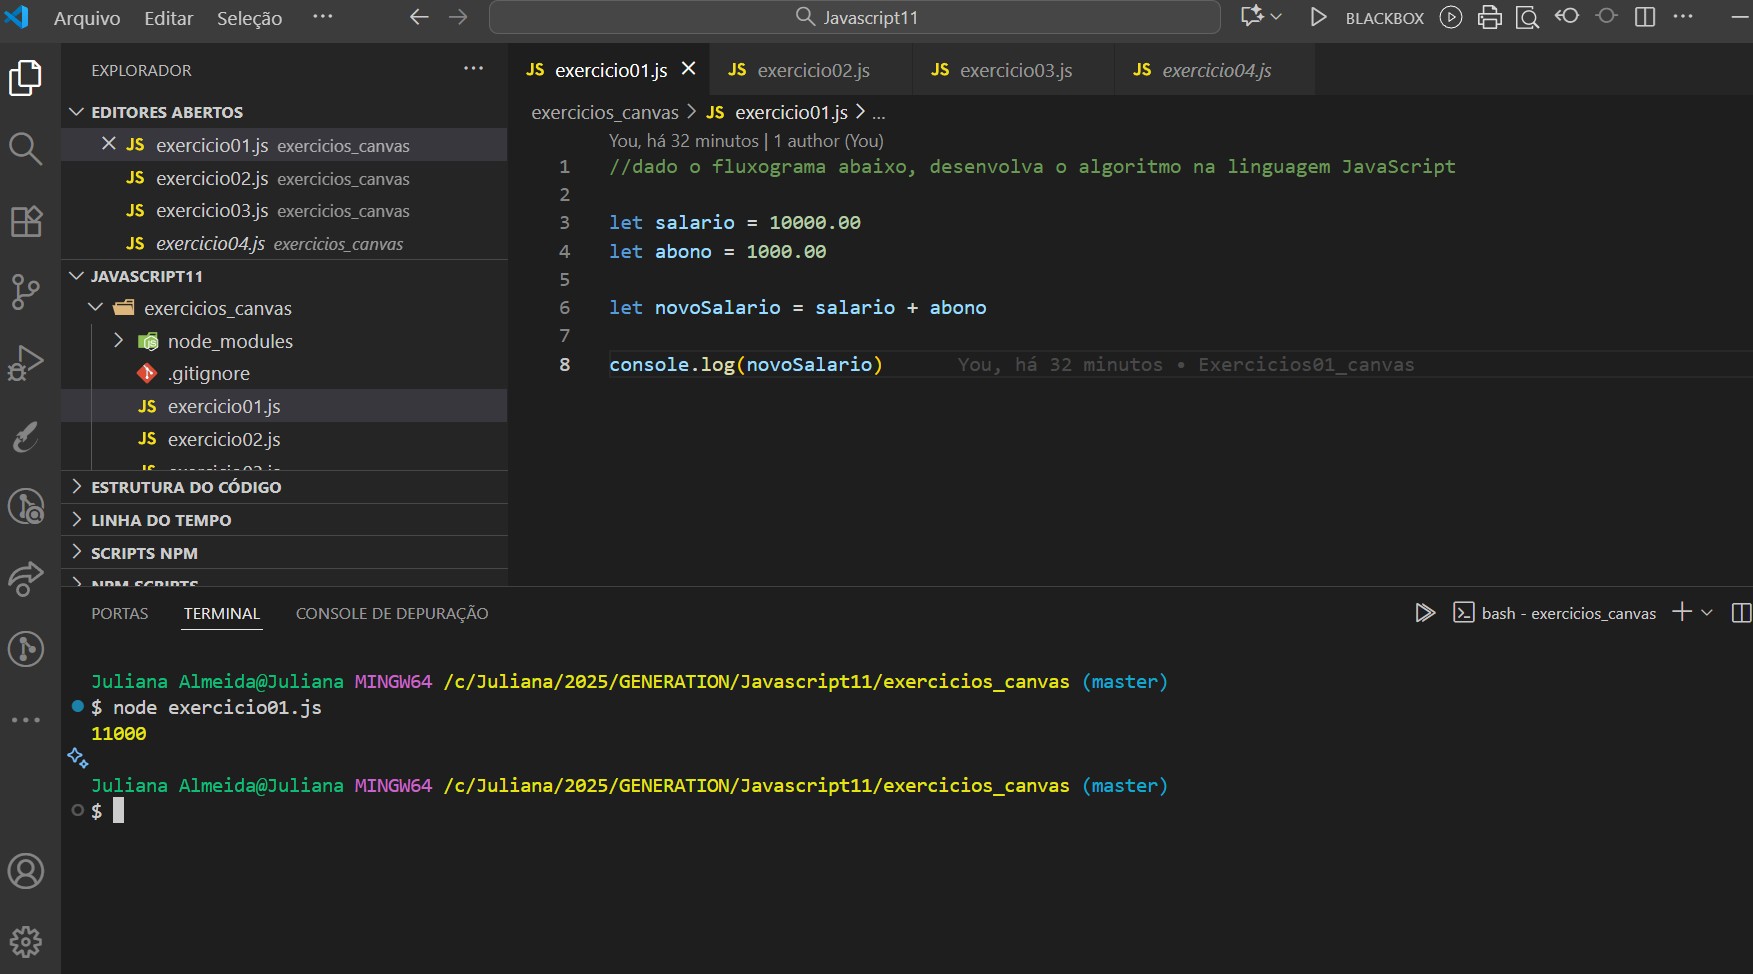 Arquivo Editar Seleção ··· Javascript11 BLACKBOX ···
EXPLORADOR ···
EDITORES ABERTOS
JS exercicio01.js exercicios_canvas
JS exercicio02.js exercicios_canvas
JS exercicio03.js exercicios_canvas
JS exercicio04.js exercicios_canvas
JAVASCRIPT11
exercicios_canvas
node_modules
.gitignore
JS exercicio01.js
JS exercicio02.js
JS exercicio03.js
ESTRUTURA DO CÓDIGO
LINHA DO TEMPO
SCRIPTS NPM
NPM SCRIPTS
JS exercicio01.js JS exercicio02.js JS exercicio03.js JS exercicio04.js
exercicios_canvas > JS exercicio01.js > ...
You, há 32 minutos | 1 author (You)
1 //dado o fluxograma abaixo, desenvolva o algoritmo na linguagem JavaScript
2
3 let salario = 10000.00
4 let abono = 1000.00
5
6 let novoSalario = salario + abono
7
8 console.log(novoSalario) You, há 32 minutos • Exercicios01_canvas
PORTAS TERMINAL CONSOLE DE DEPURAÇÃO bash - exercicios_canvas
Juliana Almeida@Juliana MINGW64 /c/Juliana/2025/GENERATION/Javascript11/exercicios_canvas (master)
$ node exercicio01.js
11000
Juliana Almeida@Juliana MINGW64 /c/Juliana/2025/GENERATION/Javascript11/exercicios_canvas (master)
$